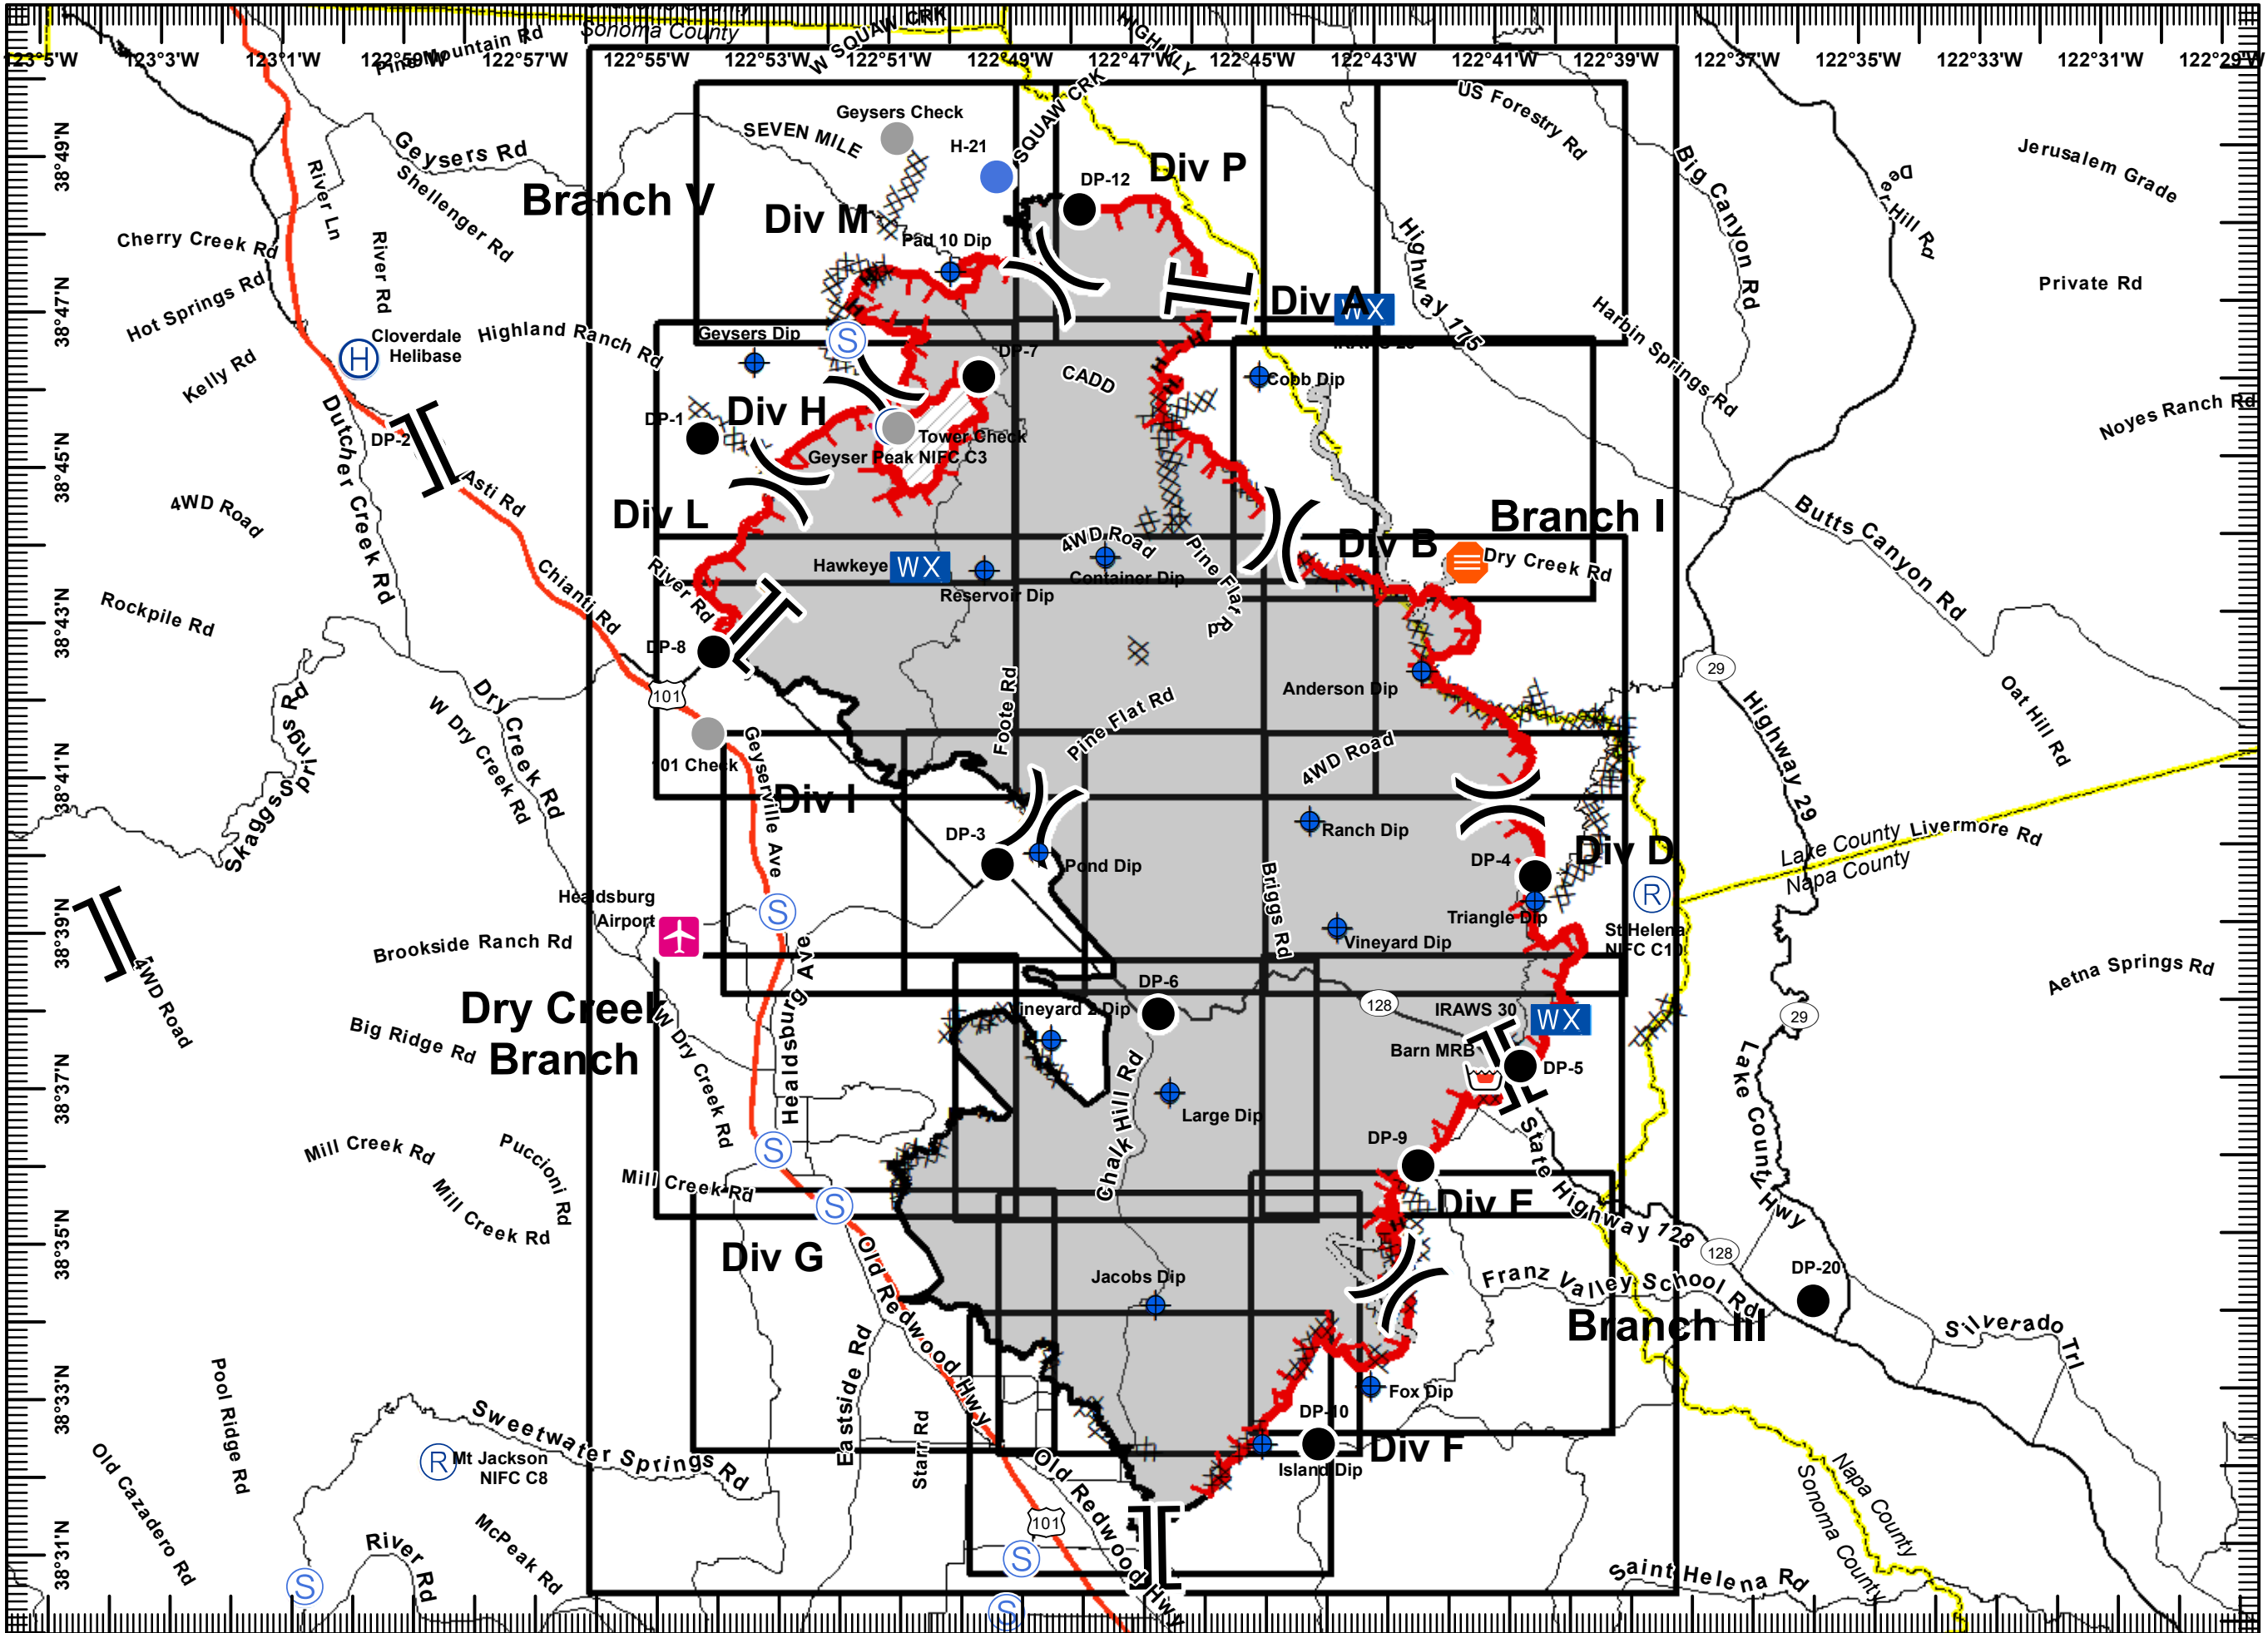 Sonoma County
W SQUAW CRK
HIGH VLY
Pine Mountain Rd
123°5'W
123°3'W
123°1'W
122°59'W
122°57'W
122°55'W
122°53'W
122°51'W
122°49'W
122°47'W
122°45'W
122°43'W
122°41'W
122°39'W
122°37'W
122°35'W
122°33'W
122°31'W
122°29'W
38°49'N
38°47'N
38°45'N
38°43'N
38°41'N
38°39'N
38°37'N
38°35'N
38°33'N
38°31'N
Geysers Check
SEVEN MILE
H-21
SQUAW CRK
US Forestry Rd
Geysers Rd
Shellenger Rd
River Ln
River Rd
Branch V
Div M
DP-12
Div P
Big Canyon Rd
Jerusalem Grade
Deer Hill Rd
Cherry Creek Rd
Hot Springs Rd
Pad 10 Dip
Highway 175
Private Rd
Div A
WX
Harbin Springs Rd
Cloverdale
Helibase
H
Highland Ranch Rd
Geysers Dip
S
DP-7
CADD
Cobb Dip
Kelly Rd
Dutcher Creek Rd
DP-2
DP-1
Div H
Tower Check
Geyser Peak NIFC C3
Noyes Ranch Rd
Asti Rd
4WD Road
Div L
Branch I
Butts Canyon Rd
Div B
Dry Creek Rd
Hawkeye
WX
4WD Road
Container Dip
Reservoir Dip
Pine Flat Rd
Chianti Rd
River Rd
Rockpile Rd
DP-8
101
29
Skaggs Springs Rd
Dry Creek Rd
W Dry Creek Rd
Foote Rd
Pine Flat Rd
Anderson Dip
Oat Hill Rd
Highway 29
101 Check
Geyserville Ave
4WD Road
Div I
DP-3
Pond Dip
Ranch Dip
DP-4
Div D
Lake County
Napa County
Livermore Rd
R
Healdsburg
Airport
S
Briggs Rd
Triangle Dip
St Helena
NIFC C10
Vineyard Dip
Brookside Ranch Rd
4WD Road
Aetna Springs Rd
Dry Creek
Branch
W Dry Creek Rd
Healdsburg Ave
DP-6
Vineyard 2 Dip
128
IRAWS 30
WX
29
Big Ridge Rd
Barn MRB
DP-5
Chalk Hill Rd
Large Dip
Lake County Hwy
Mill Creek Rd
Puccioni Rd
S
DP-9
State Highway 128
Mill Creek Rd
Mill Creek Rd
S
Div E
128
Div G
Old Redwood Hwy
Jacobs Dip
Franz Valley School Rd
DP-20
Branch III
Silverado Trl
Eastside Rd
Fox Dip
DP-10
Div F
Island Dip
Pool Ridge Rd
Sweetwater Springs Rd
Starr Rd
R
Mt Jackson
NIFC C8
Old Cazadero Rd
Old Redwood Hwy
101
Napa County
Sonoma County
River Rd
McPeak Rd
S
S
S
Saint Helena Rd